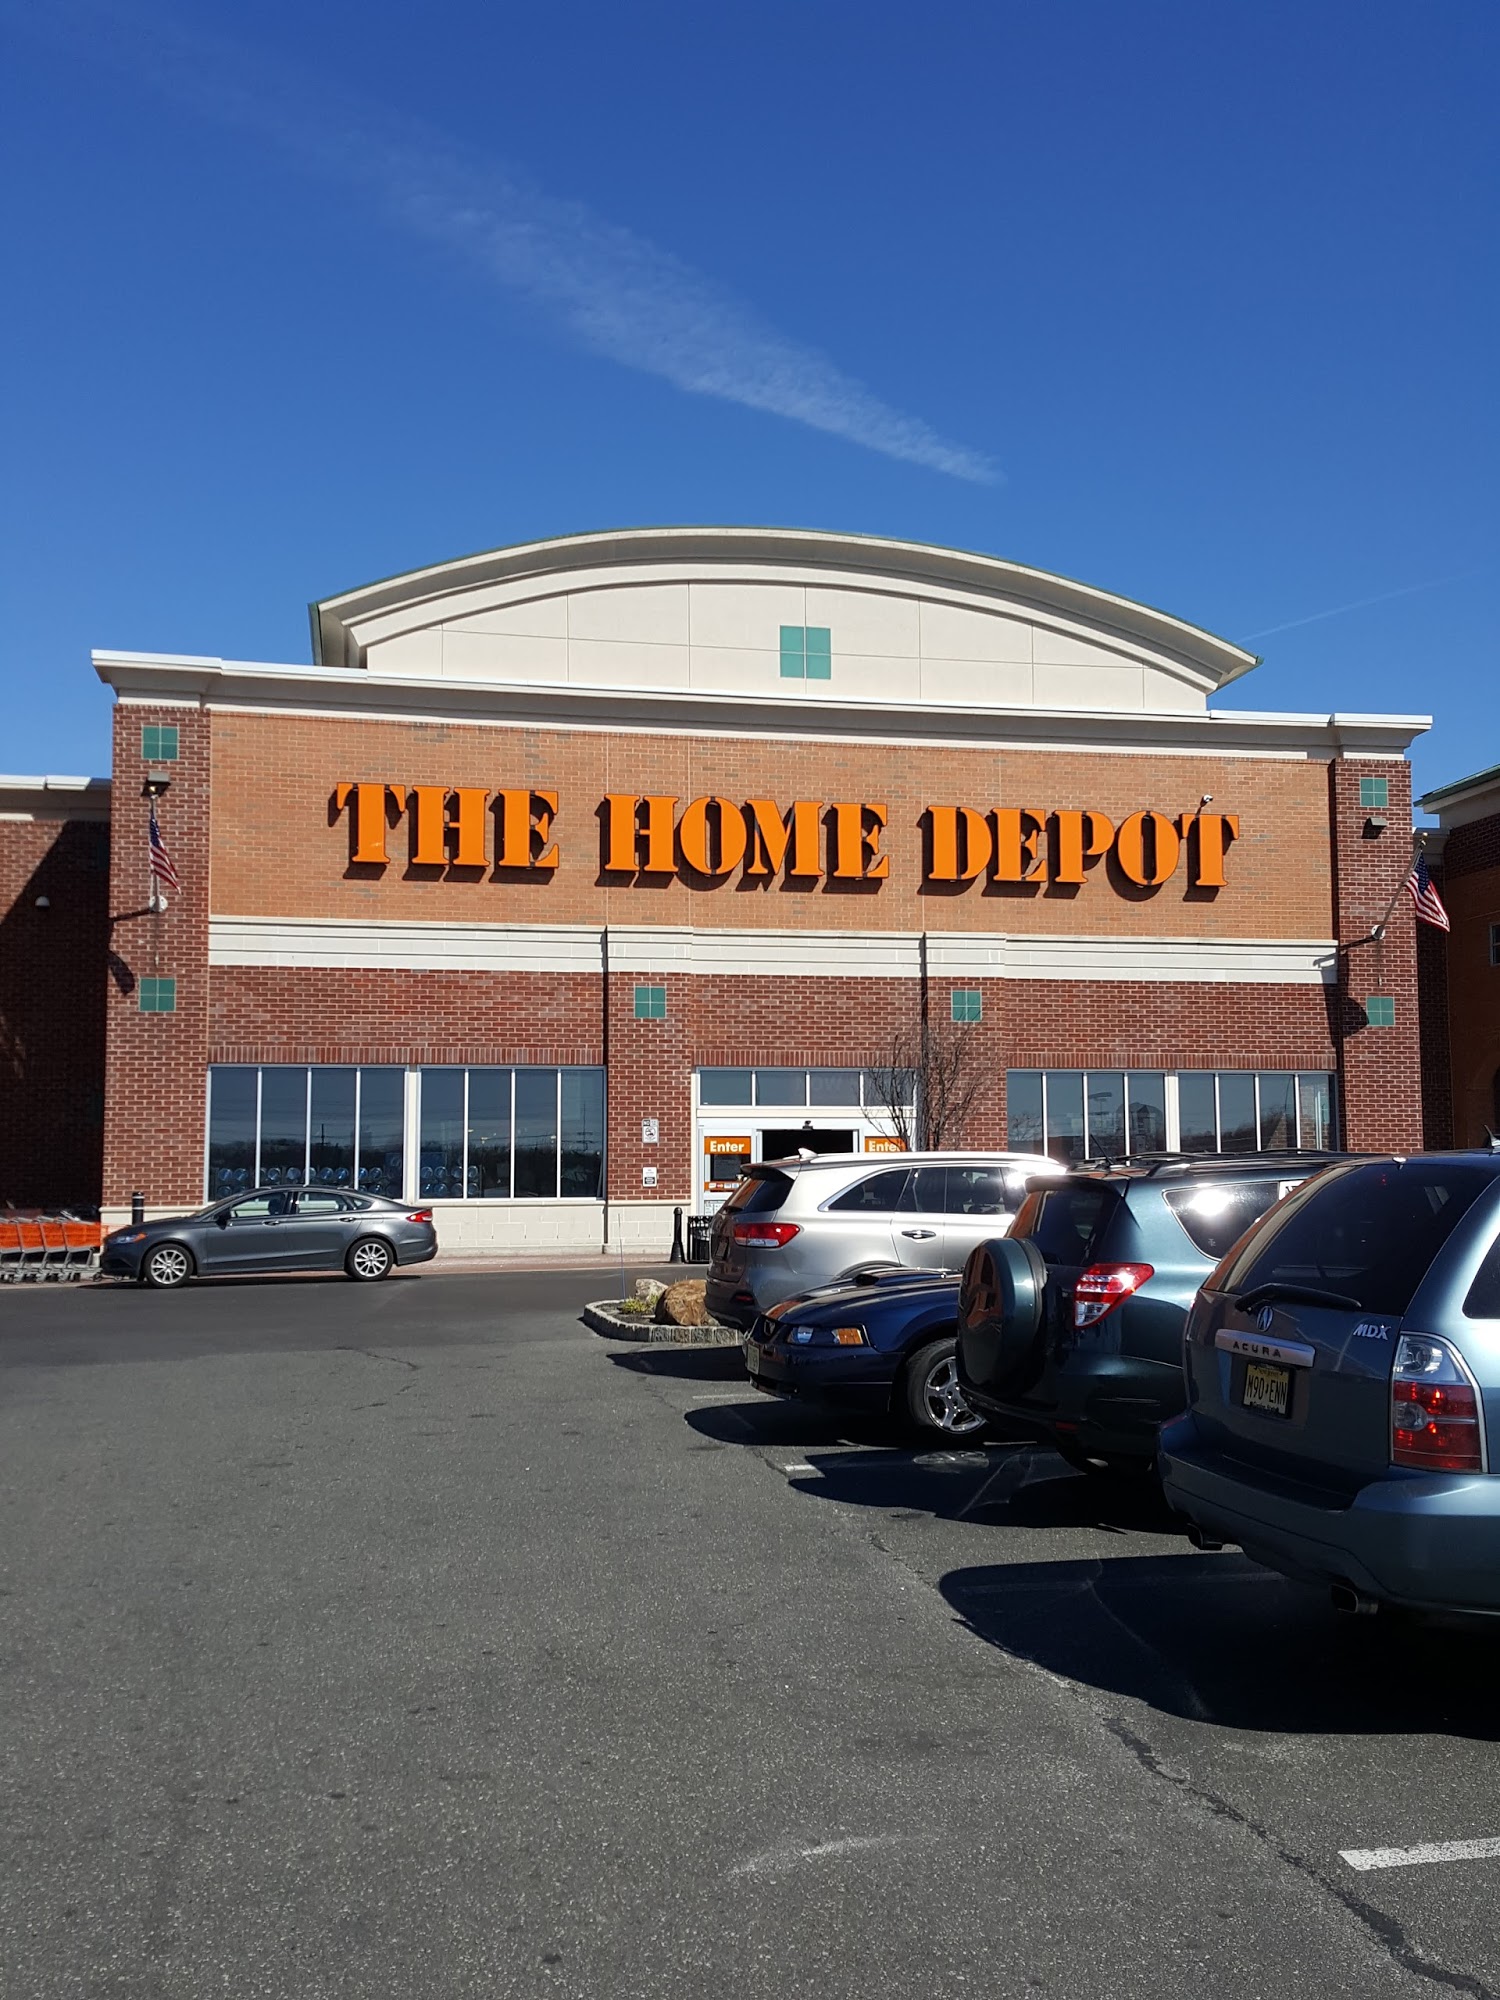 THE HOME DEPOT
Enter
Enter
MDX
ACURA
M90 ENN